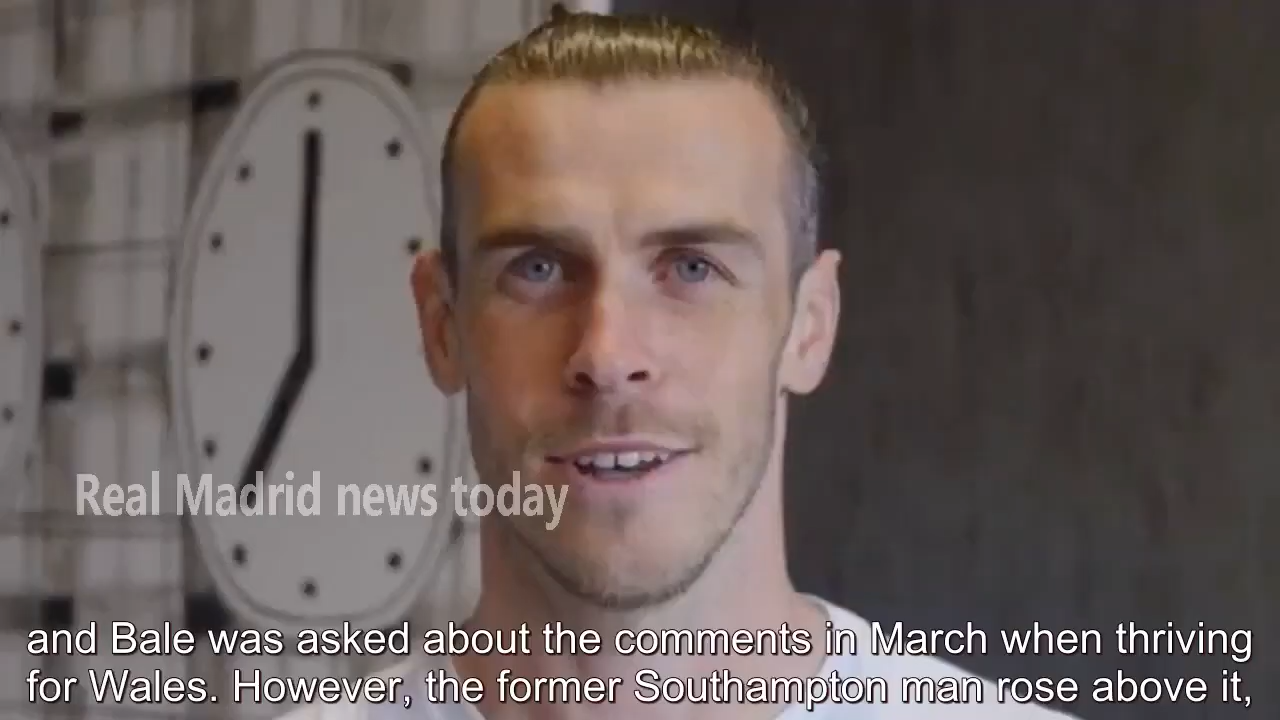 Real Madrid news today
and Bale was asked about the comments in March when thriving
for Wales. However, the former Southampton man rose above it,